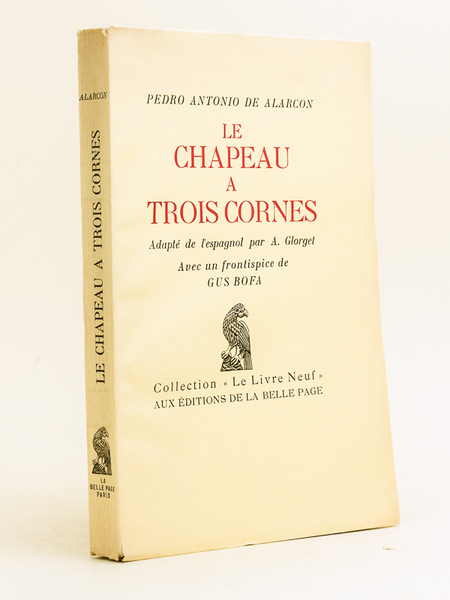 ALARCON
LE CHAPEAU A TROIS CORNES
LA
BELLE PAGE
PARIS
PEDRO ANTONIO DE ALARCON
LE
CHAPEAU
A
TROIS CORNES
Adapté de l'espagnol par A. Glorget
Avec un frontispice de
GUS BOFA
Collection « Le Livre Neuf »
AUX ÉDITIONS DE LA BELLE PAGE